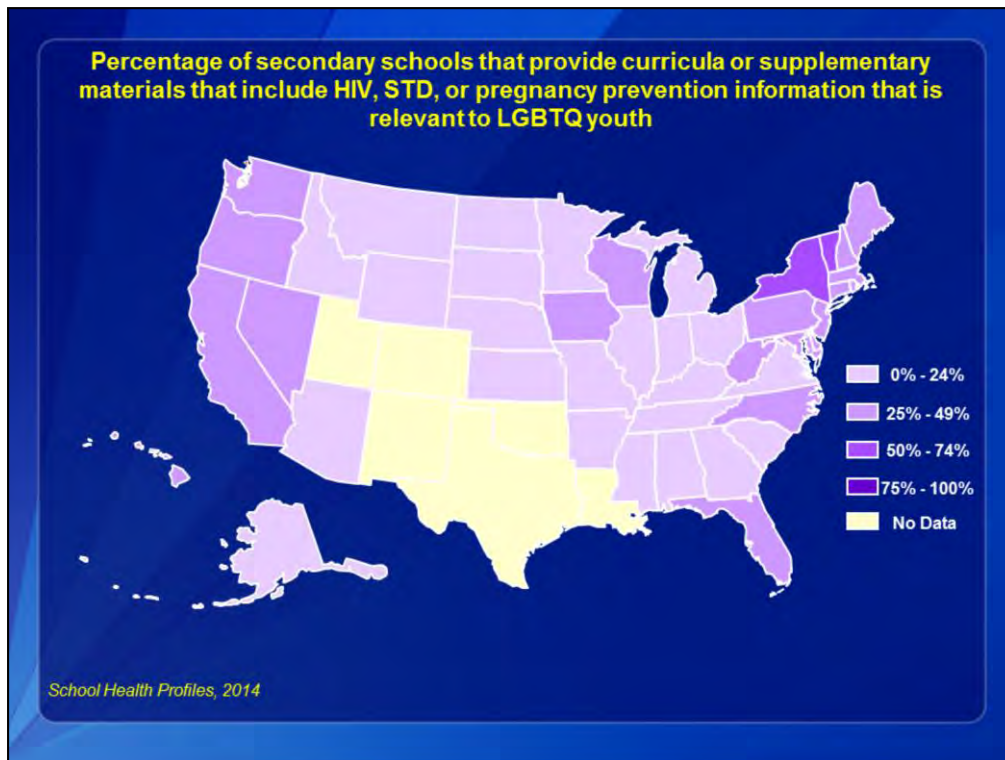 Percentage of secondary schools that provide curricula or supplementary
materials that include HIV, STD, or pregnancy prevention information that is
relevant to LGBTQ youth
0% - 24%
25% - 49%
50% - 74%
75% - 100%
No Data
School Health Profiles, 2014